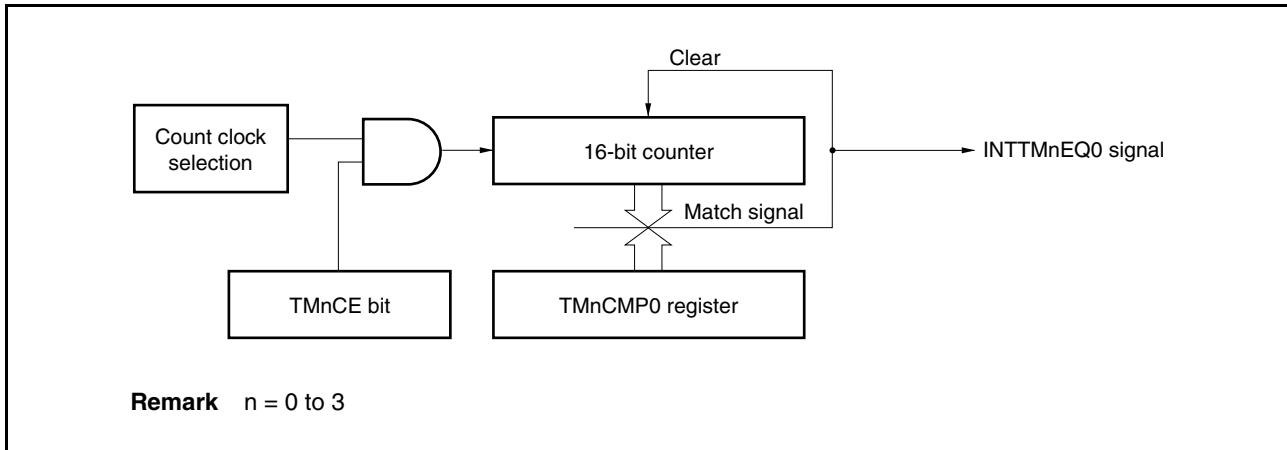 Clear
Count clock
selection
16-bit counter
INTTMnEQ0 signal
Match signal
TMnCE bit
TMnCMP0 register
Remark n = 0 to 3